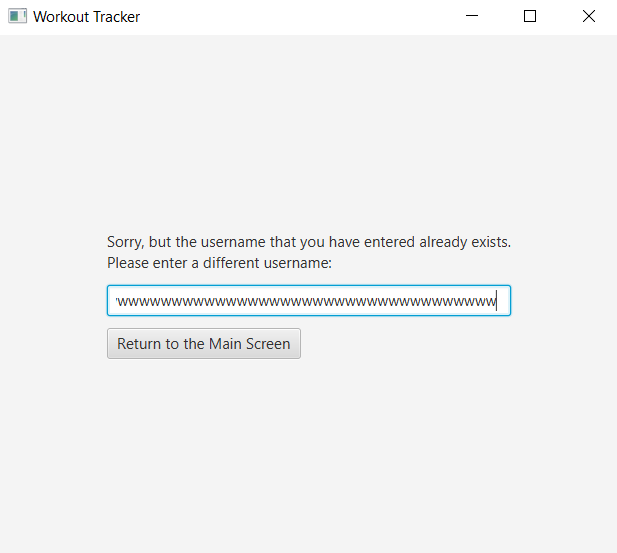 Workout Tracker
Sorry, but the username that you have entered already exists.
Please enter a different username:
wwwwwwwwwwwwwwwwwwwwwwwwwwwwwwwwwww
Return to the Main Screen